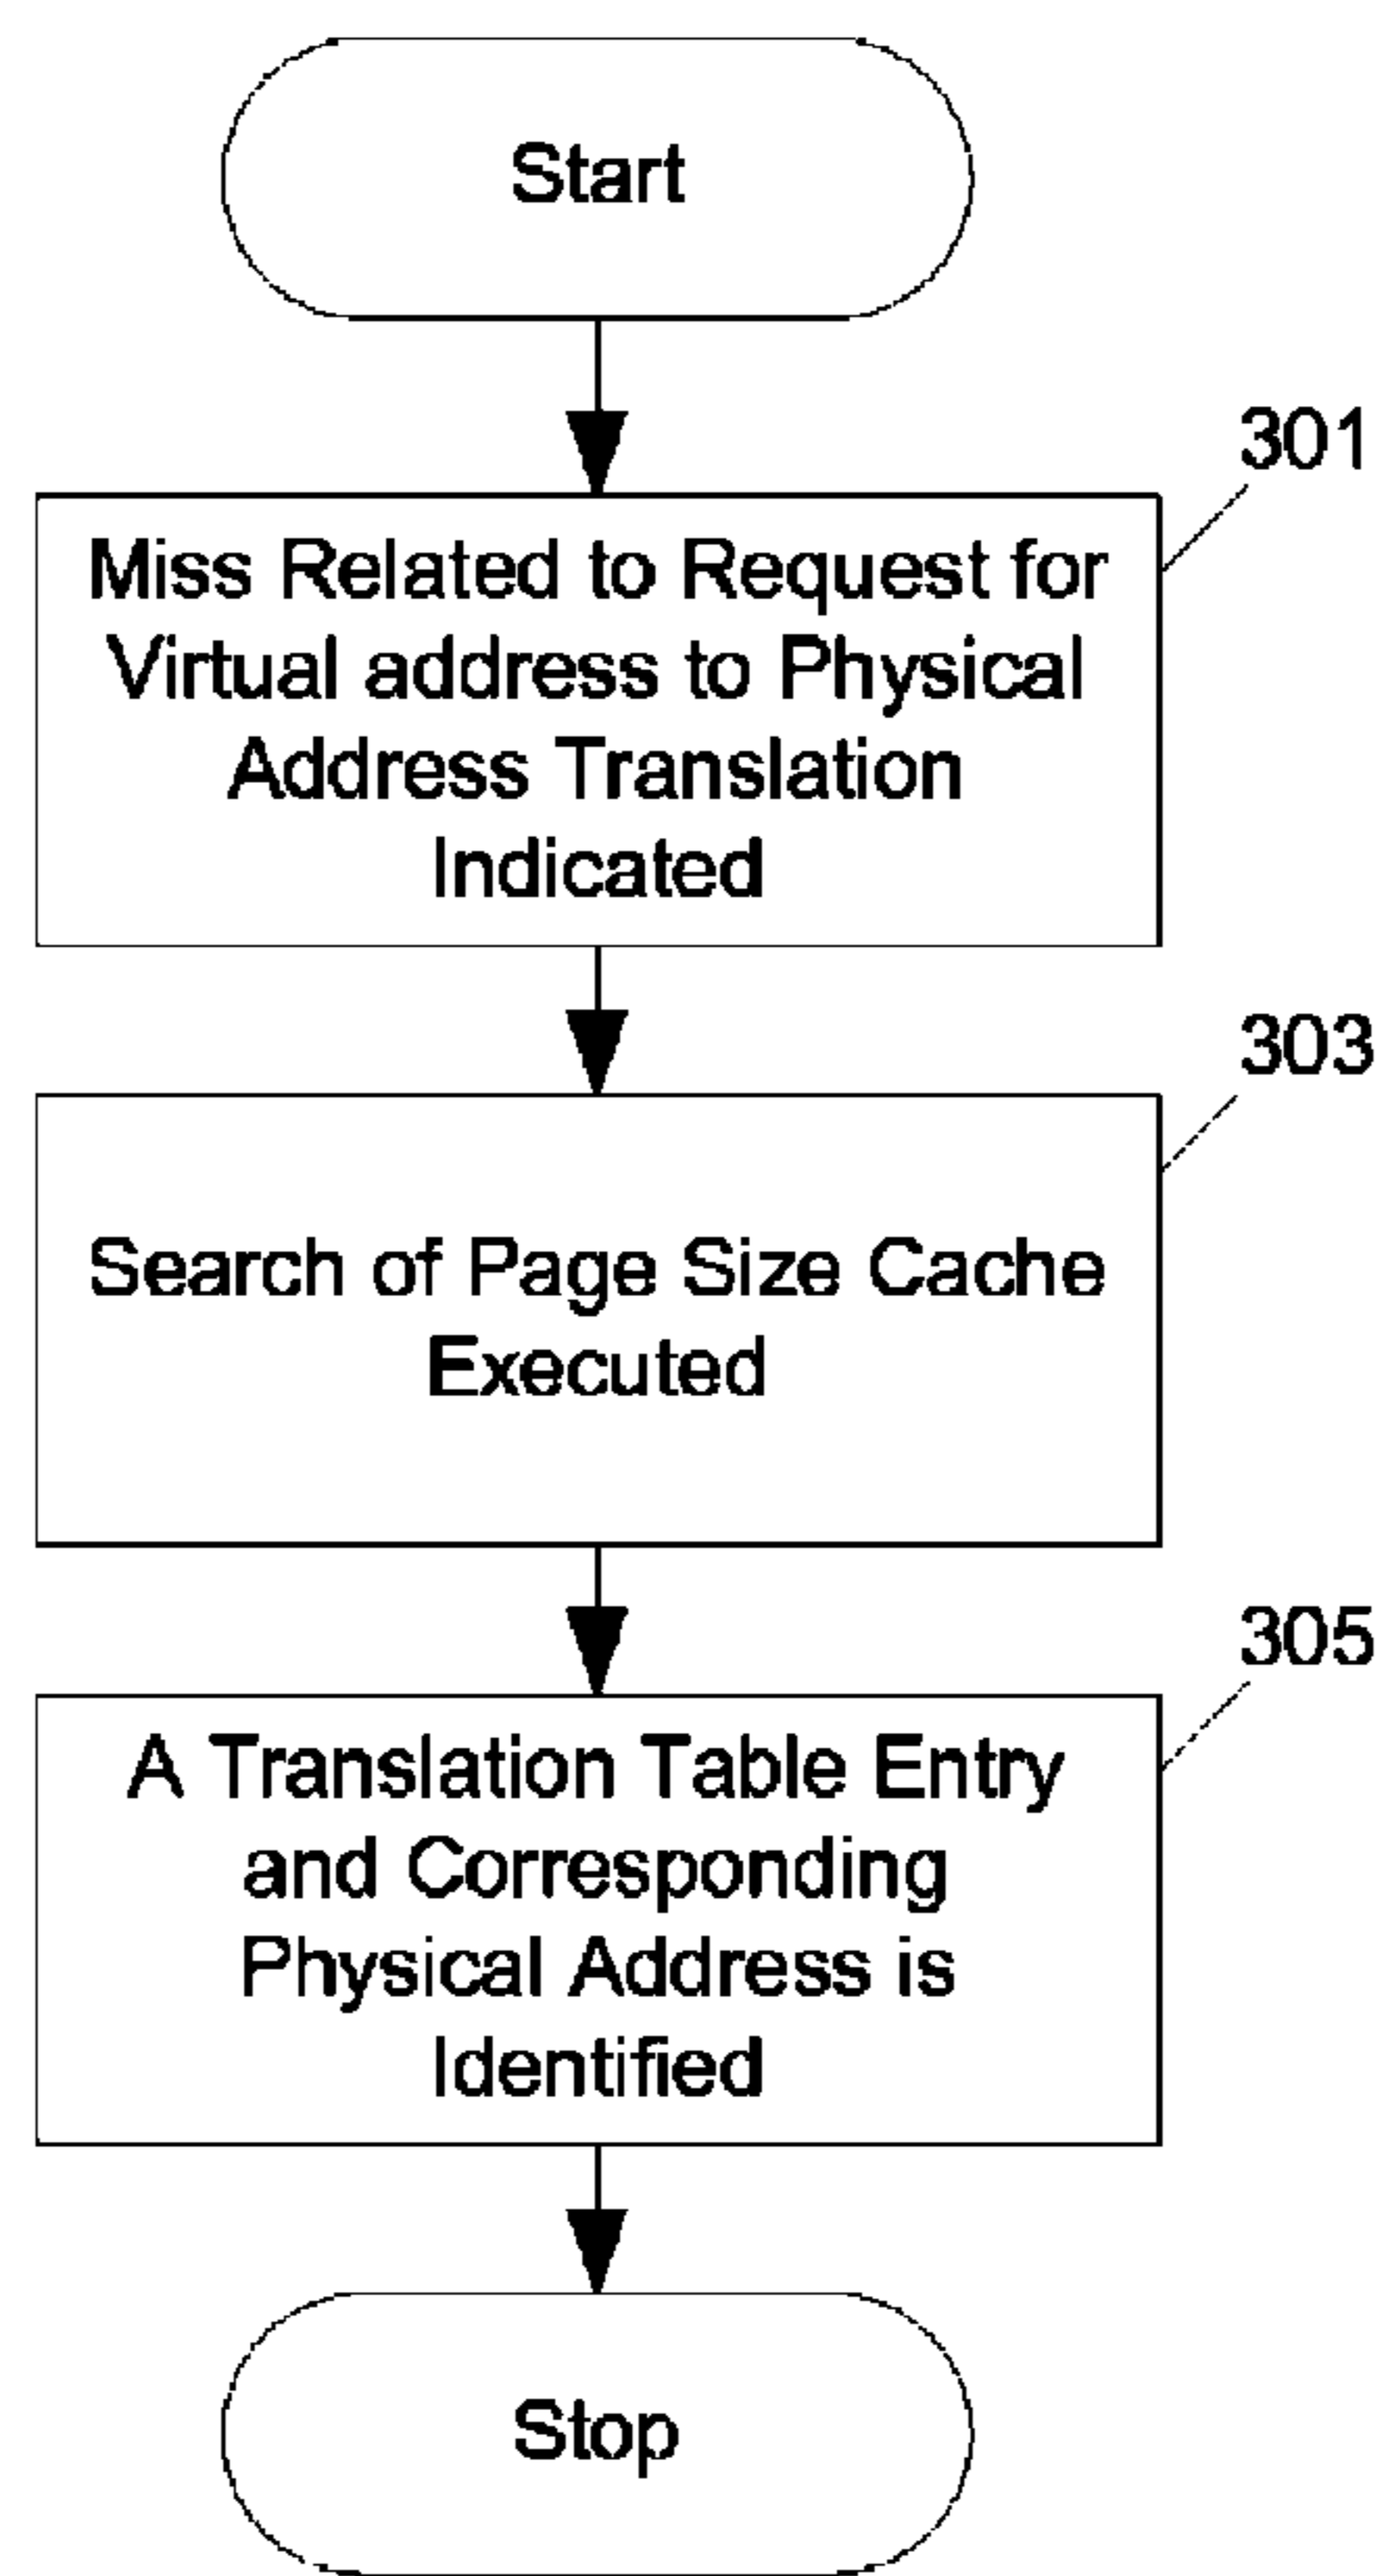 Start
301
Miss Related to Request for
Virtual address to Physical
Address Translation
Indicated
303
Search of Page Size Cache
Executed
305
A Translation Table Entry
and Corresponding
Physical Address is
Identified
Stop